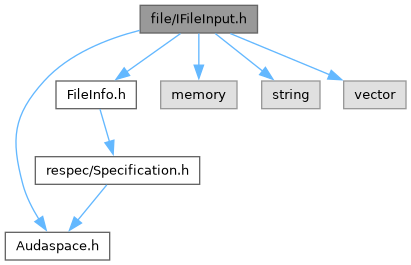 file/IFileInput.h
FileInfo.h
memory
string
vector
respec/Specification.h
Audaspace.h